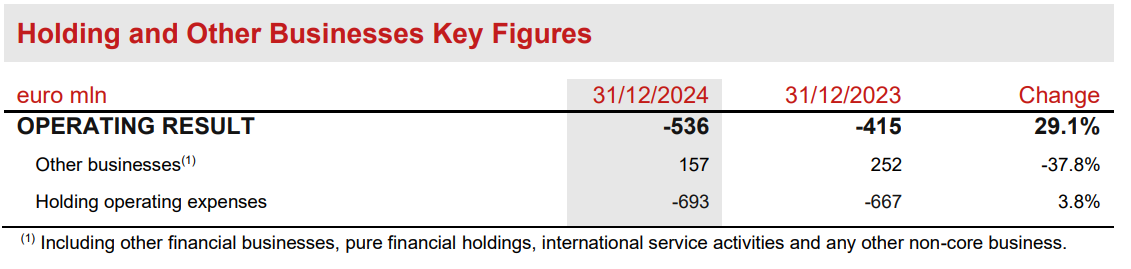 Holding and Other Businesses Key Figures
euro mln 31/12/2024 31/12/2023 Change
OPERATING RESULT -536 -415 29.1%
Other businesses(1) 157 252 -37.8%
Holding operating expenses -693 -667 3.8%
(1) Including other financial businesses, pure financial holdings, international service activities and any other non-core business.